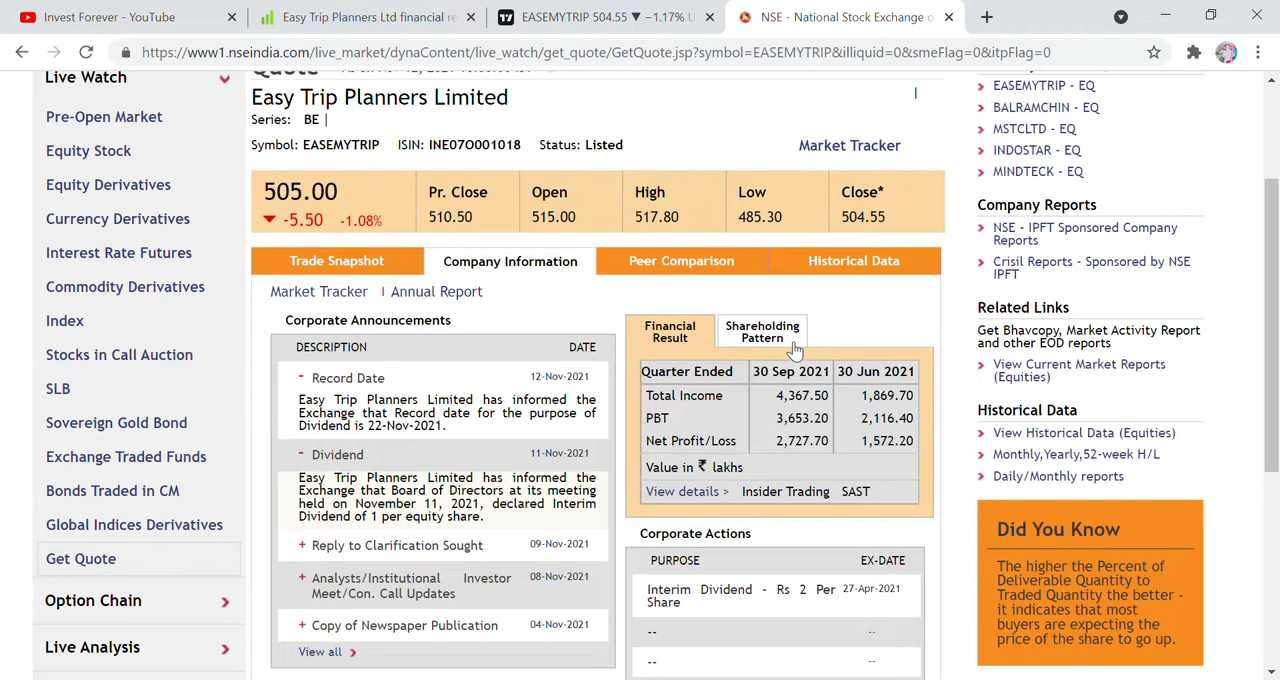 Invest Forever - YouTube
Easy Trip Planners Ltd financial re
EASEMYTRIP 504.55 ▼ −1.17% U
NSE - National Stock Exchange o
https://www1.nseindia.com/live_market/dynaContent/live_watch/get_quote/GetQuote.jsp?symbol=EASEMYTRIP&illiquid=0&smeFlag=0&itpFlag=0
Live Watch
Pre-Open Market
Equity Stock
Equity Derivatives
Currency Derivatives
Interest Rate Futures
Commodity Derivatives
Index
Stocks in Call Auction
SLB
Sovereign Gold Bond
Exchange Traded Funds
Bonds Traded in CM
Global Indices Derivatives
Get Quote
Option Chain
Live Analysis
Quote
Easy Trip Planners Limited
Series: BE |
Symbol: EASEMYTRIP ISIN: INE07O001018 Status: Listed
Market Tracker
505.00 Pr. Close Open High Low Close*
▼ -5.50 -1.08% 510.50 515.00 517.80 485.30 504.55
Trade Snapshot Company Information Peer Comparison Historical Data
Market Tracker | Annual Report
Corporate Announcements
DESCRIPTION DATE
- Record Date 12-Nov-2021
Easy Trip Planners Limited has informed the
Exchange that Record date for the purpose of
Dividend is 22-Nov-2021.
- Dividend 11-Nov-2021
Easy Trip Planners Limited has informed the
Exchange that Board of Directors at its meeting
held on November 11, 2021, declared Interim
Dividend of 1 per equity share.
+ Reply to Clarification Sought 09-Nov-2021
+ Analysts/Institutional Investor 08-Nov-2021
Meet/Con. Call Updates
+ Copy of Newspaper Publication 04-Nov-2021
View all
Financial
Result
Shareholding
Pattern
Quarter Ended 30 Sep 2021 30 Jun 2021
Total Income 4,367.50 1,869.70
PBT 3,653.20 2,116.40
Net Profit/Loss 2,727.70 1,572.20
Value in ₹ lakhs
View details > Insider Trading SAST
Corporate Actions
PURPOSE EX-DATE
Interim Dividend - Rs 2 Per 27-Apr-2021
Share
-- --
-- --
EASEMYTRIP - EQ
BALRAMCHIN - EQ
MSTCLTD - EQ
INDOSTAR - EQ
MINDTECK - EQ
Company Reports
NSE - IPFT Sponsored Company
Reports
Crisil Reports - Sponsored by NSE
IPFT
Related Links
Get Bhavcopy, Market Activity Report
and other EOD reports
View Current Market Reports
(Equities)
Historical Data
View Historical Data (Equities)
Monthly,Yearly,52-week H/L
Daily/Monthly reports
Did You Know
The higher the Percent of
Deliverable Quantity to
Traded Quantity the better -
it indicates that most
buyers are expecting the
price of the share to go up.